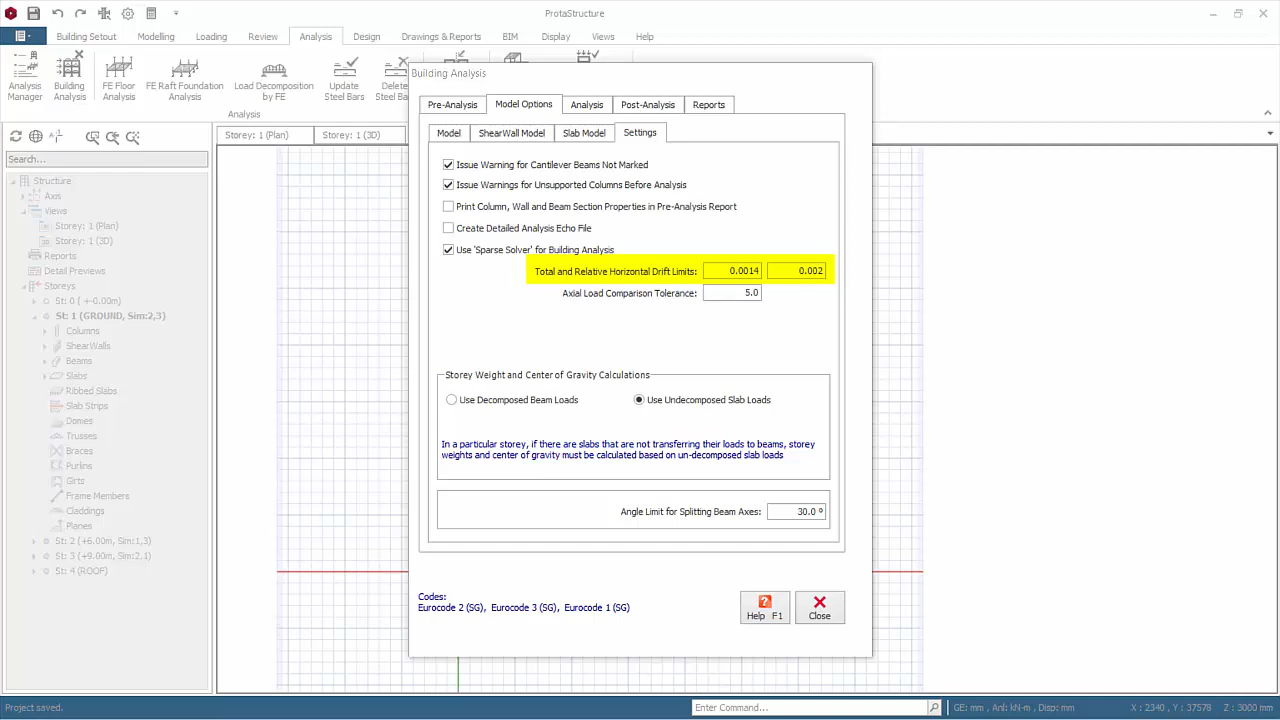 ProtaStructure
Building Setout
Modelling
Loading
Review
Analysis
Design
Drawings & Reports
BIM
Display
Views
Help
Analysis
Manager
Building
Analysis
FE Floor
Analysis
FE Raft Foundation
Analysis
Load Decomposition
by FE
Update
Steel Bars
Delete
Steel Ba
Analysis
Building Analysis
Pre-Analysis
Model Options
Analysis
Post-Analysis
Reports
Storey: 1 (Plan)
Storey: 1 (3D)
Model
ShearWall Model
Slab Model
Settings
Search...
Structure
Axis
Views
Storey: 1 (Plan)
Storey: 1 (3D)
Reports
Detail Previews
Storeys
St: 0 ( +-0.00m)
St: 1 (GROUND, Sim:2,3)
Columns
ShearWalls
Beams
Slabs
Ribbed Slabs
Slab Strips
Domes
Trusses
Braces
Purlins
Girts
Frame Members
Claddings
Planes
St: 2 (+6.00m, Sim:1,3)
St: 3 (+9.00m, Sim:2,1)
St: 4 (ROOF)
Issue Warning for Cantilever Beams Not Marked
Issue Warnings for Unsupported Columns Before Analysis
Print Column, Wall and Beam Section Properties in Pre-Analysis Report
Create Detailed Analysis Echo File
Use 'Sparse Solver' for Building Analysis
Total and Relative Horizontal Drift Limits: 0.0014 0.002
Axial Load Comparison Tolerance: 5.0
Storey Weight and Center of Gravity Calculations
Use Decomposed Beam Loads
Use Undecomposed Slab Loads
In a particular storey, if there are slabs that are not transferring their loads to beams, storey
weights and center of gravity must be calculated based on un-decomposed slab loads
Angle Limit for Splitting Beam Axes: 30.0 º
Codes:
Eurocode 2 (SG), Eurocode 3 (SG), Eurocode 1 (SG)
Help F1
Close
Project saved.
Enter Command...
GE: mm , Anl: kN-m , Disp: mm
X : 2340 , Y : 37578
Z : 3000 mm